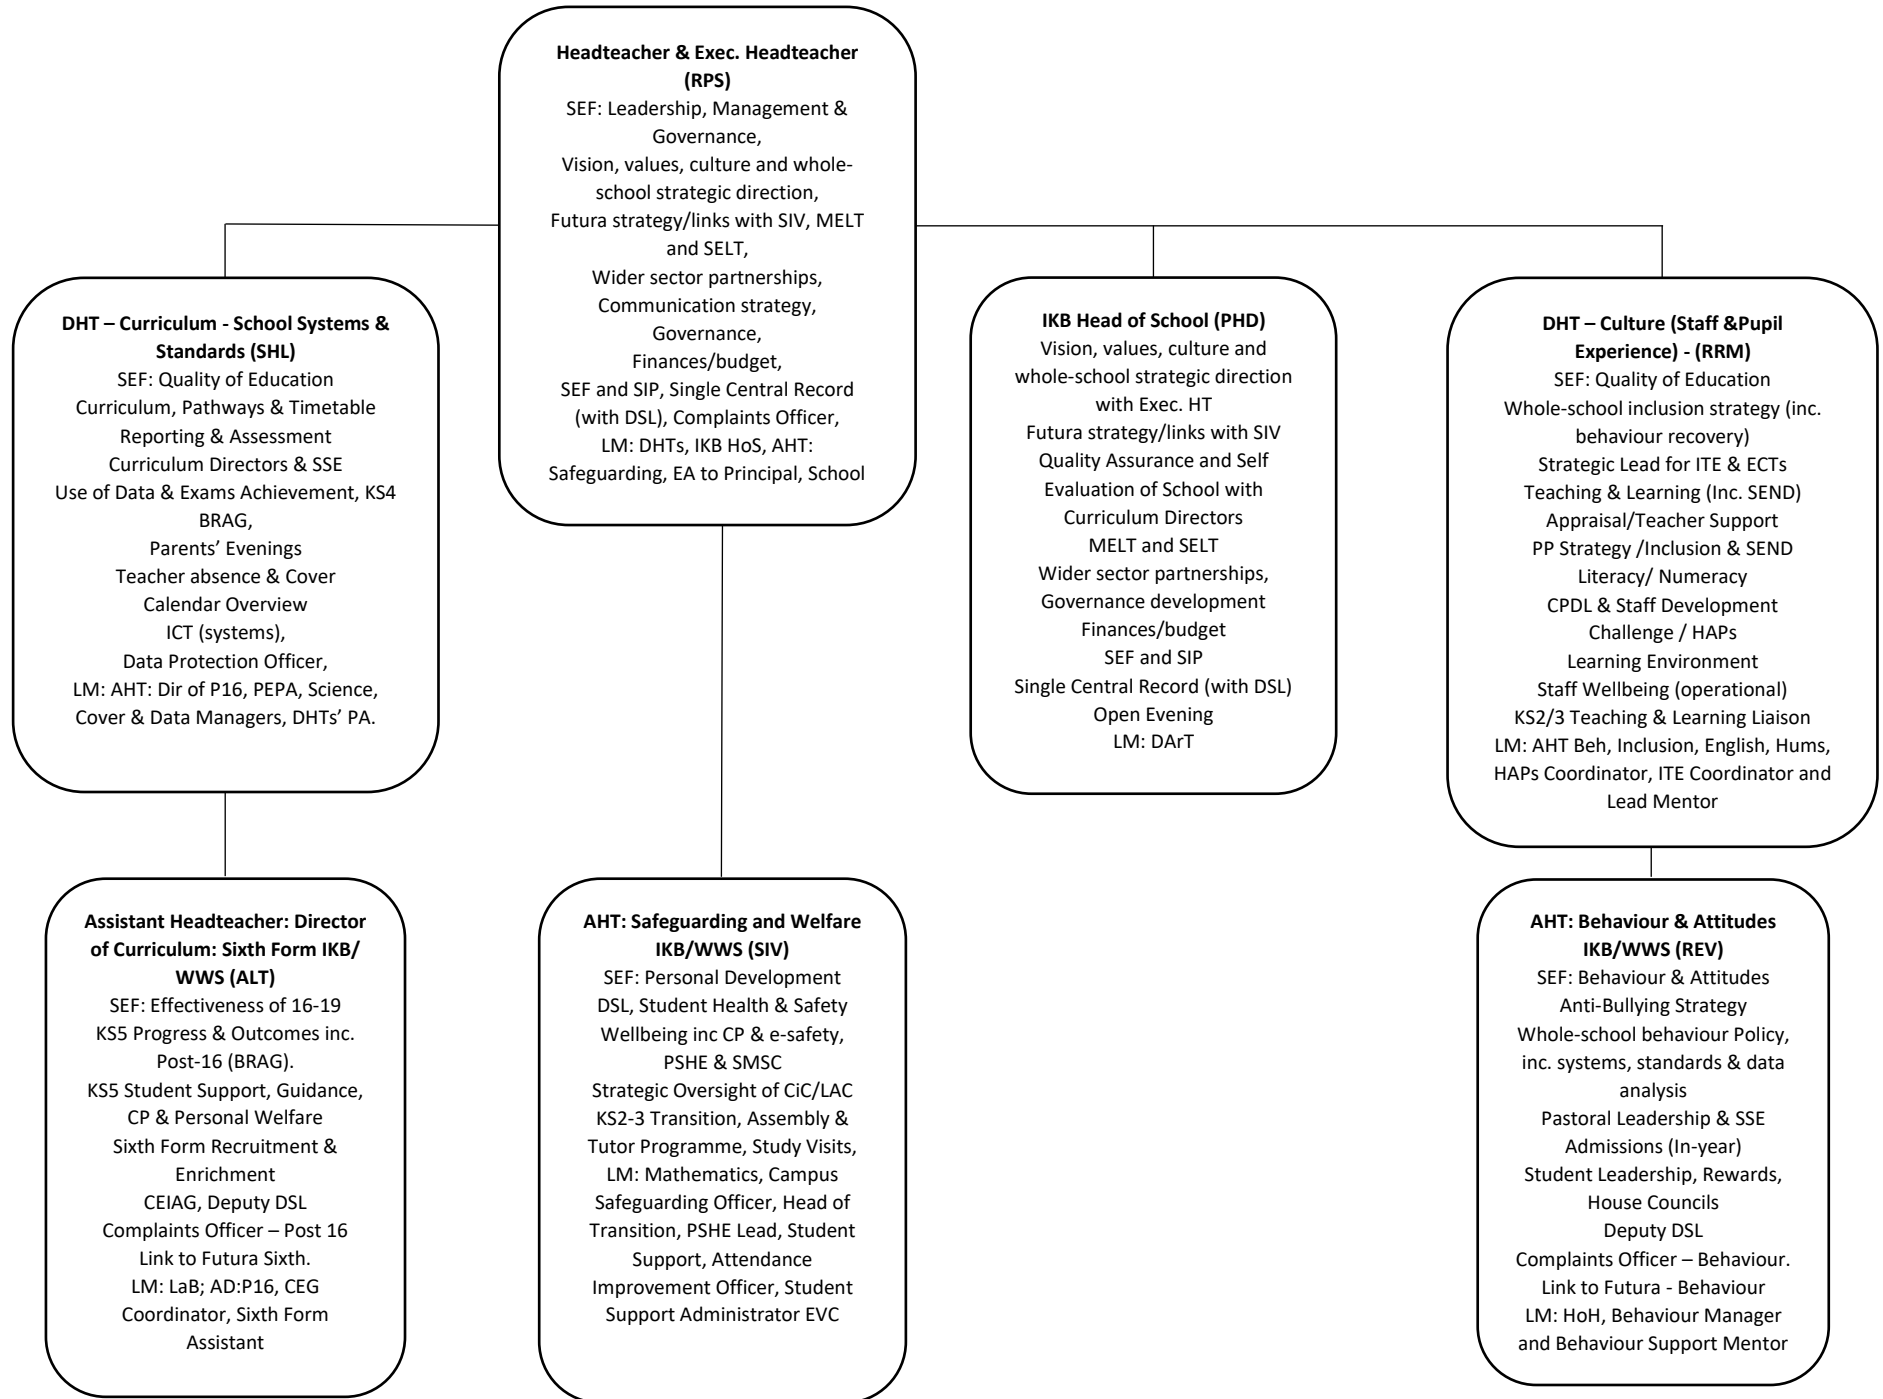 Headteacher & Exec. Headteacher
(RPS)
SEF: Leadership, Management &
Governance,
Vision, values, culture and whole-
school strategic direction,
Futura strategy/links with SIV, MELT
and SELT,
Wider sector partnerships,
Communication strategy,
Governance,
Finances/budget,
SEF and SIP, Single Central Record
(with DSL), Complaints Officer,
LM: DHTs, IKB HoS, AHT:
Safeguarding, EA to Principal, School
DHT – Curriculum - School Systems &
Standards (SHL)
SEF: Quality of Education
Curriculum, Pathways & Timetable
Reporting & Assessment
Curriculum Directors & SSE
Use of Data & Exams Achievement, KS4
BRAG,
Parents’ Evenings
Teacher absence & Cover
Calendar Overview
ICT (systems),
Data Protection Officer,
LM: AHT: Dir of P16, PEPA, Science,
Cover & Data Managers, DHTs’ PA.
IKB Head of School (PHD)
Vision, values, culture and
whole-school strategic direction
with Exec. HT
Futura strategy/links with SIV
Quality Assurance and Self
Evaluation of School with
Curriculum Directors
MELT and SELT
Wider sector partnerships,
Governance development
Finances/budget
SEF and SIP
Single Central Record (with DSL)
Open Evening
LM: DArT
DHT – Culture (Staff &Pupil
Experience) - (RRM)
SEF: Quality of Education
Whole-school inclusion strategy (inc.
behaviour recovery)
Strategic Lead for ITE & ECTs
Teaching & Learning (Inc. SEND)
Appraisal/Teacher Support
PP Strategy /Inclusion & SEND
Literacy/ Numeracy
CPDL & Staff Development
Challenge / HAPs
Learning Environment
Staff Wellbeing (operational)
KS2/3 Teaching & Learning Liaison
LM: AHT Beh, Inclusion, English, Hums,
HAPs Coordinator, ITE Coordinator and
Lead Mentor
Assistant Headteacher: Director
of Curriculum: Sixth Form IKB/
WWS (ALT)
SEF: Effectiveness of 16-19
KS5 Progress & Outcomes inc.
Post-16 (BRAG).
KS5 Student Support, Guidance,
CP & Personal Welfare
Sixth Form Recruitment &
Enrichment
CEIAG, Deputy DSL
Complaints Officer – Post 16
Link to Futura Sixth.
LM: LaB; AD:P16, CEG
Coordinator, Sixth Form
Assistant
AHT: Safeguarding and Welfare
IKB/WWS (SIV)
SEF: Personal Development
DSL, Student Health & Safety
Wellbeing inc CP & e-safety,
PSHE & SMSC
Strategic Oversight of CiC/LAC
KS2-3 Transition, Assembly &
Tutor Programme, Study Visits,
LM: Mathematics, Campus
Safeguarding Officer, Head of
Transition, PSHE Lead, Student
Support, Attendance
Improvement Officer, Student
Support Administrator EVC
AHT: Behaviour & Attitudes
IKB/WWS (REV)
SEF: Behaviour & Attitudes
Anti-Bullying Strategy
Whole-school behaviour Policy,
inc. systems, standards & data
analysis
Pastoral Leadership & SSE
Admissions (In-year)
Student Leadership, Rewards,
House Councils
Deputy DSL
Complaints Officer – Behaviour.
Link to Futura - Behaviour
LM: HoH, Behaviour Manager
and Behaviour Support Mentor